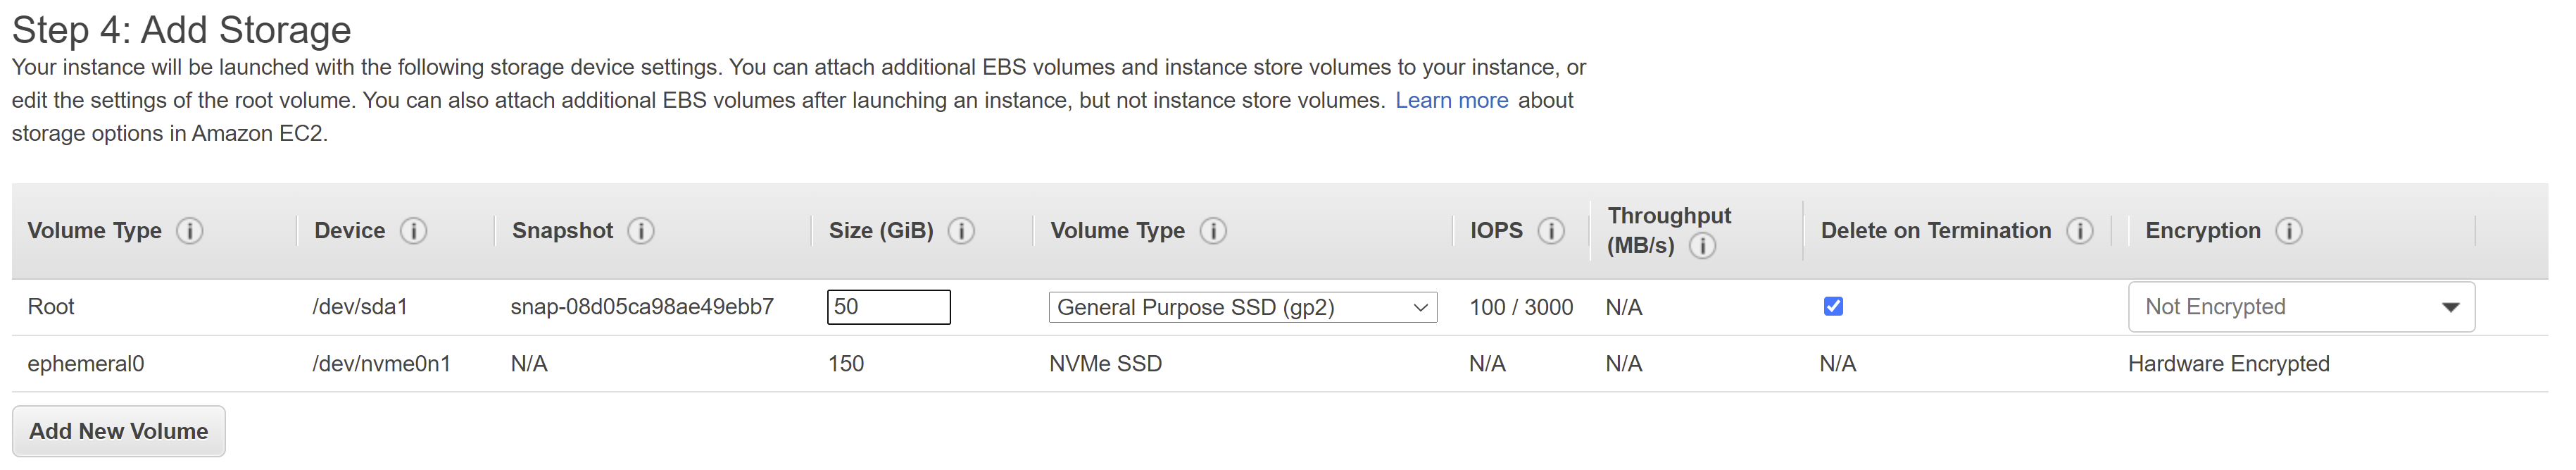 Step 4: Add Storage
Your instance will be launched with the following storage device settings. You can attach additional EBS volumes and instance store volumes to your instance, or
edit the settings of the root volume. You can also attach additional EBS volumes after launching an instance, but not instance store volumes. Learn more about
storage options in Amazon EC2.
Volume Type i Device i Snapshot i Size (GiB) i Volume Type i IOPS i Throughput (MB/s) i Delete on Termination i Encryption i
Root /dev/sda1 snap-08d05ca98ae49ebb7 50 General Purpose SSD (gp2) 100 / 3000 N/A Not Encrypted
ephemeral0 /dev/nvme0n1 N/A 150 NVMe SSD N/A N/A N/A Hardware Encrypted
Add New Volume